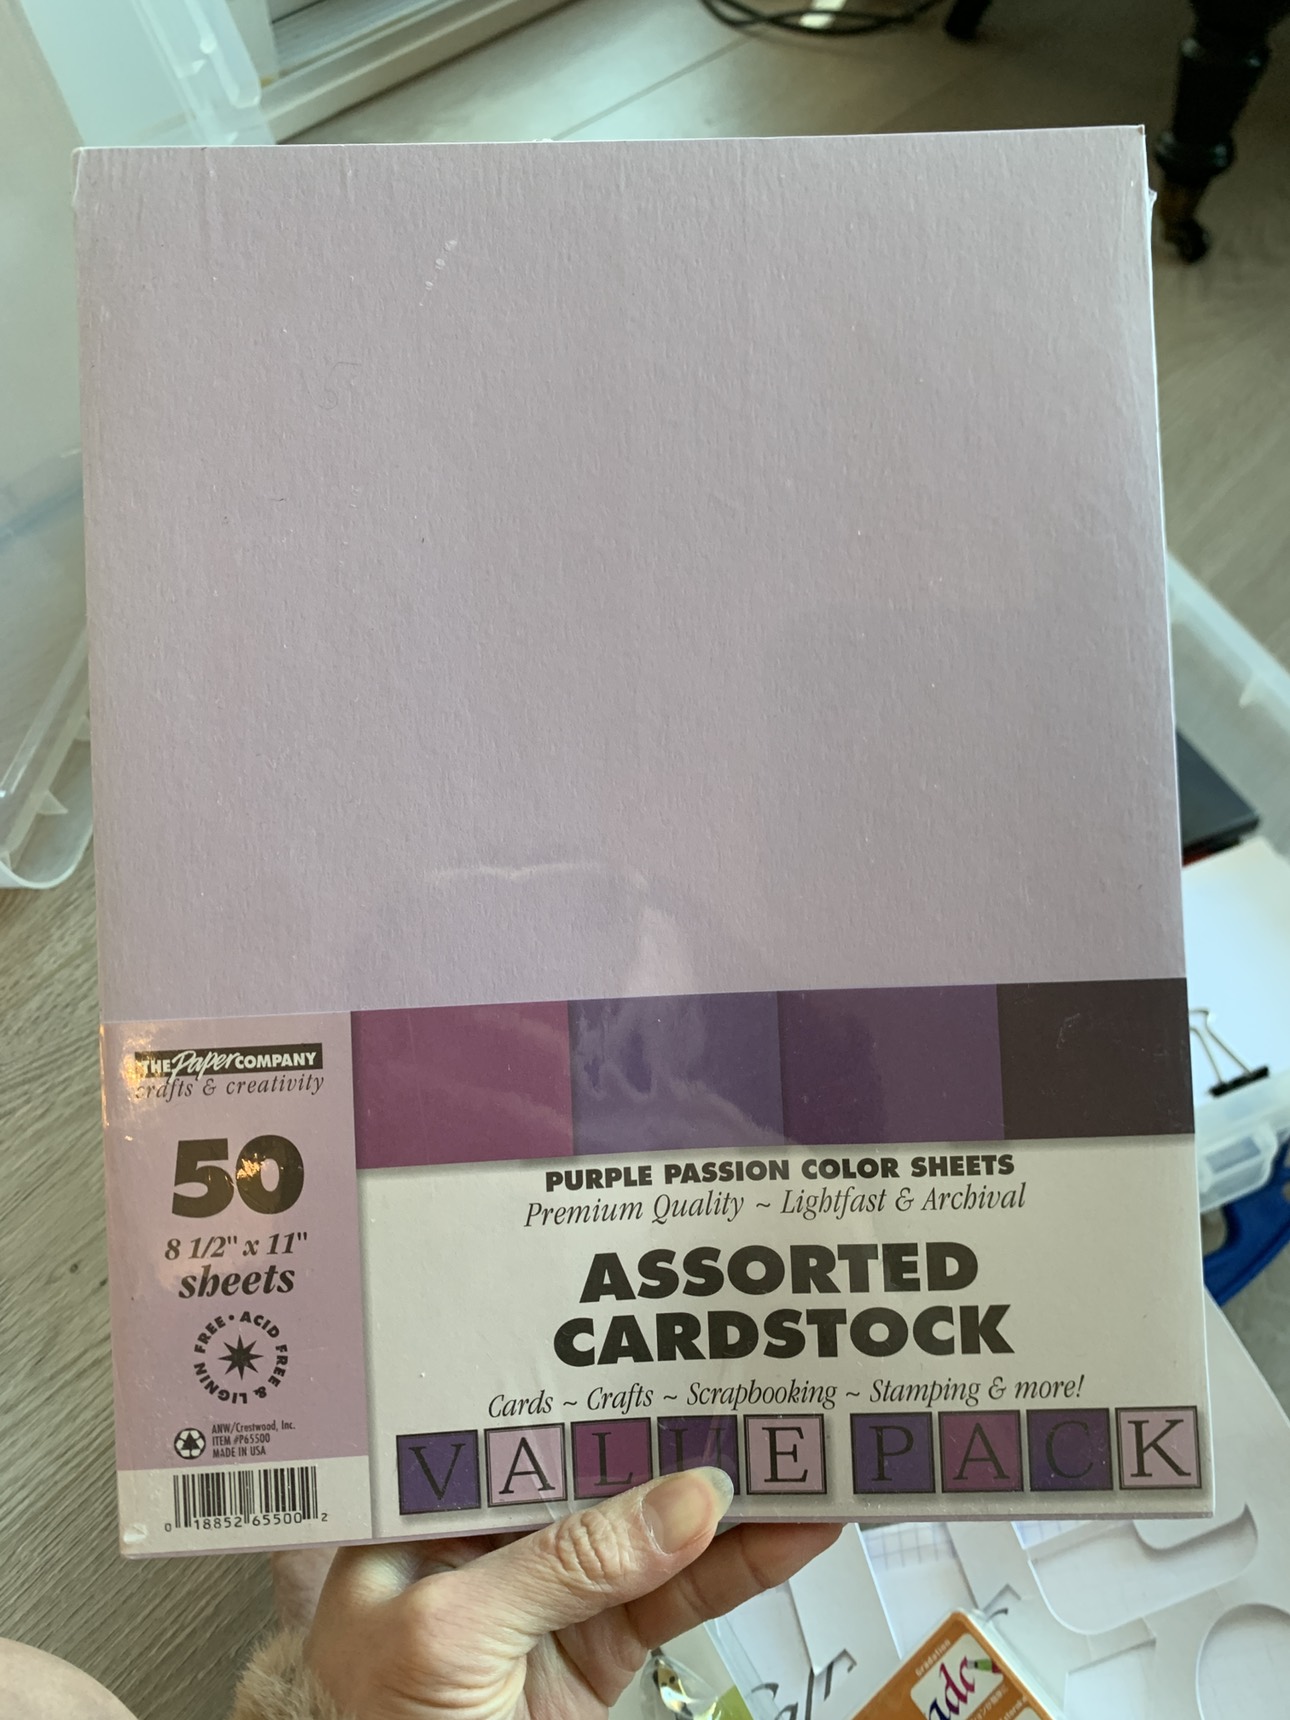 THE Paper COMPANY
crafts & creativity
50
8 1/2" x 11"
sheets
ACID FREE & LIGNIN FREE •
ANW/Crestwood, Inc.
ITEM #P65500
MADE IN USA
0 18852 65500 2
PURPLE PASSION COLOR SHEETS
Premium Quality ~ Lightfast & Archival
ASSORTED
CARDSTOCK
Cards ~ Crafts ~ Scrapbooking ~ Stamping & more!
VALUE PACK
Gradation